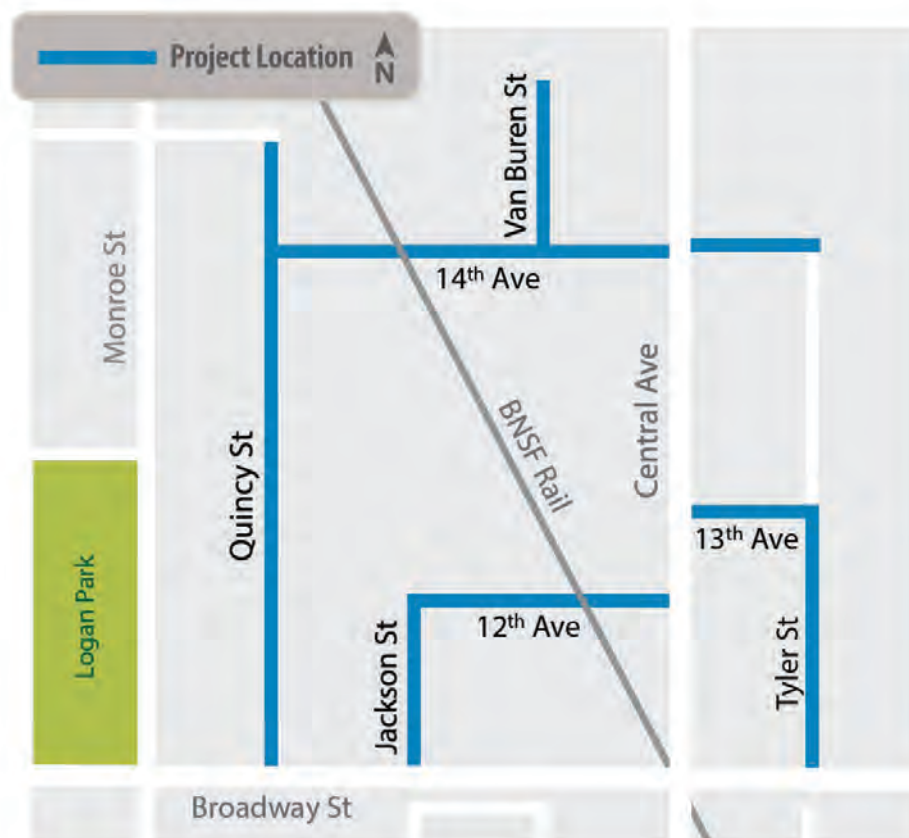 Project Location
N
Van Buren St
Monroe St
14th Ave
Central Ave
BNSF Rail
Quincy St
13th Ave
Logan Park
12th Ave
Jackson St
Tyler St
Broadway St